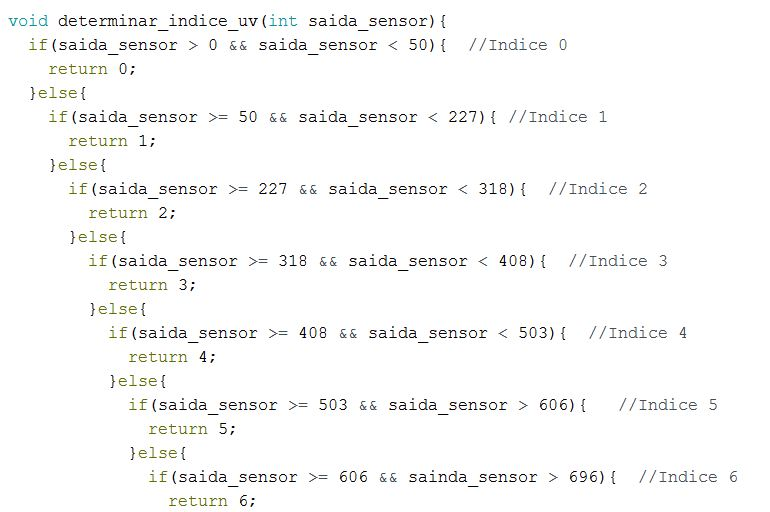 void determinar_indice_uv(int saida_sensor){
if(saida_sensor > 0 && saida_sensor < 50){ //Indice 0
return 0;
}else{
if(saida_sensor >= 50 && saida_sensor < 227){ //Indice 1
return 1;
}else{
if(saida_sensor >= 227 && saida_sensor < 318){ //Indice 2
return 2;
}else{
if(saida_sensor >= 318 && saida_sensor < 408){ //Indice 3
return 3;
}else{
if(saida_sensor >= 408 && saida_sensor < 503){ //Indice 4
return 4;
}else{
if(saida_sensor >= 503 && saida_sensor > 606){ //Indice 5
return 5;
}else{
if(saida_sensor >= 606 && sainda_sensor > 696){ //Indice 6
return 6;